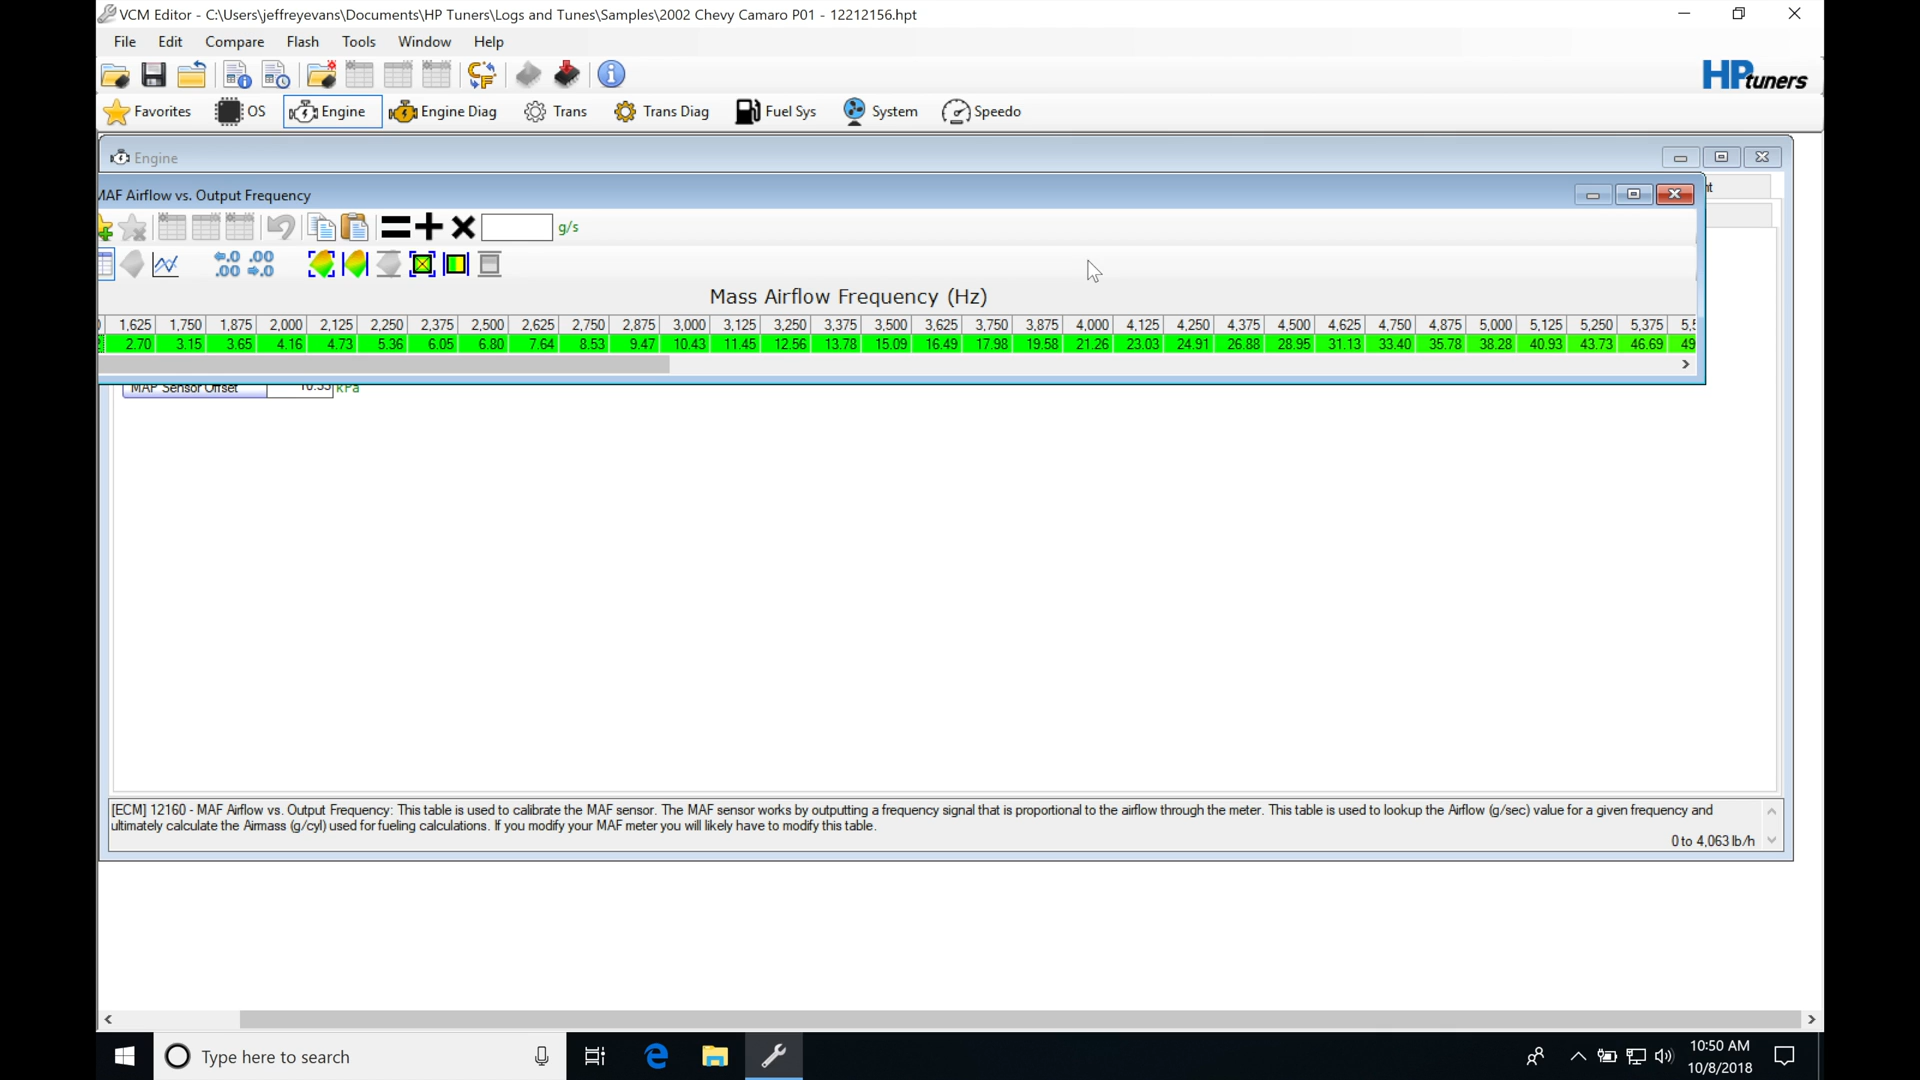 VCM Editor - C:\Users\jeffreyevans\Documents\HP Tuners\Logs and Tunes\Samples\2002 Chevy Camaro P01 - 12212156.hpt
File Edit Compare Flash Tools Window Help
HPtuners
Favorites OS Engine Engine Diag Trans Trans Diag Fuel Sys System Speedo
Engine
MAF Airflow vs. Output Frequency
g/s
Mass Airflow Frequency (Hz)
1,625 1,750 1,875 2,000 2,125 2,250 2,375 2,500 2,625 2,750 2,875 3,000 3,125 3,250 3,375 3,500 3,625 3,750 3,875 4,000 4,125 4,250 4,375 4,500 4,625 4,750 4,875 5,000 5,125 5,250 5,375
2.70 3.15 3.65 4.16 4.73 5.36 6.05 6.80 7.64 8.53 9.47 10.43 11.45 12.56 13.78 15.09 16.49 17.98 19.58 21.26 23.03 24.91 26.88 28.95 31.13 33.40 35.78 38.28 40.93 43.73 46.69 49
MAP Sensor Offset 10.33 kPa
[ECM] 12160 - MAF Airflow vs. Output Frequency: This table is used to calibrate the MAF sensor. The MAF sensor works by outputting a frequency signal that is proportional to the airflow through the meter. This table is used to lookup the Airflow (g/sec) value for a given frequency and
ultimately calculate the Airmass (g/cyl) used for fueling calculations. If you modify your MAF meter you will likely have to modify this table.
0 to 4,063 lb/h
Type here to search
10:50 AM
10/8/2018